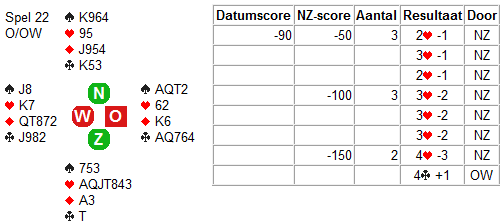 Spel 22
O/OW
♠ K964
♥ 95
♦ J954
♣ K53
♠ J8
♥ K7
♦ QT872
♣ J982
N
W O
Z
♠ AQT2
♥ 62
♦ K6
♣ AQ764
♠ 753
♥ AQJT843
♦ A3
♣ T
Datumscore NZ-score Aantal Resultaat Door
-90 -50 3 2♥ -1 NZ
3♥ -1 NZ
2♥ -1 NZ
-100 3 3♥ -2 NZ
3♥ -2 NZ
3♥ -2 NZ
-150 2 4♥ -3 NZ
4♣ +1 OW